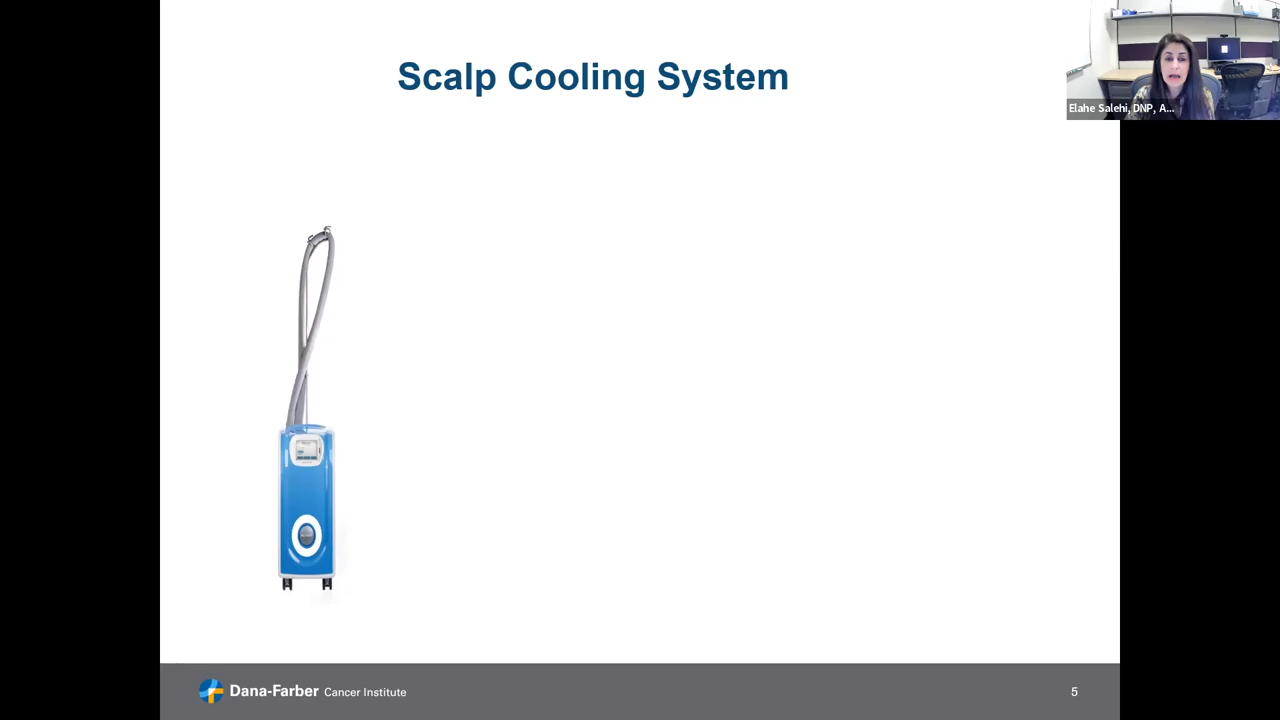 Scalp Cooling System
Elahe Salehi, DNP, A...
Dana-Farber Cancer Institute
5